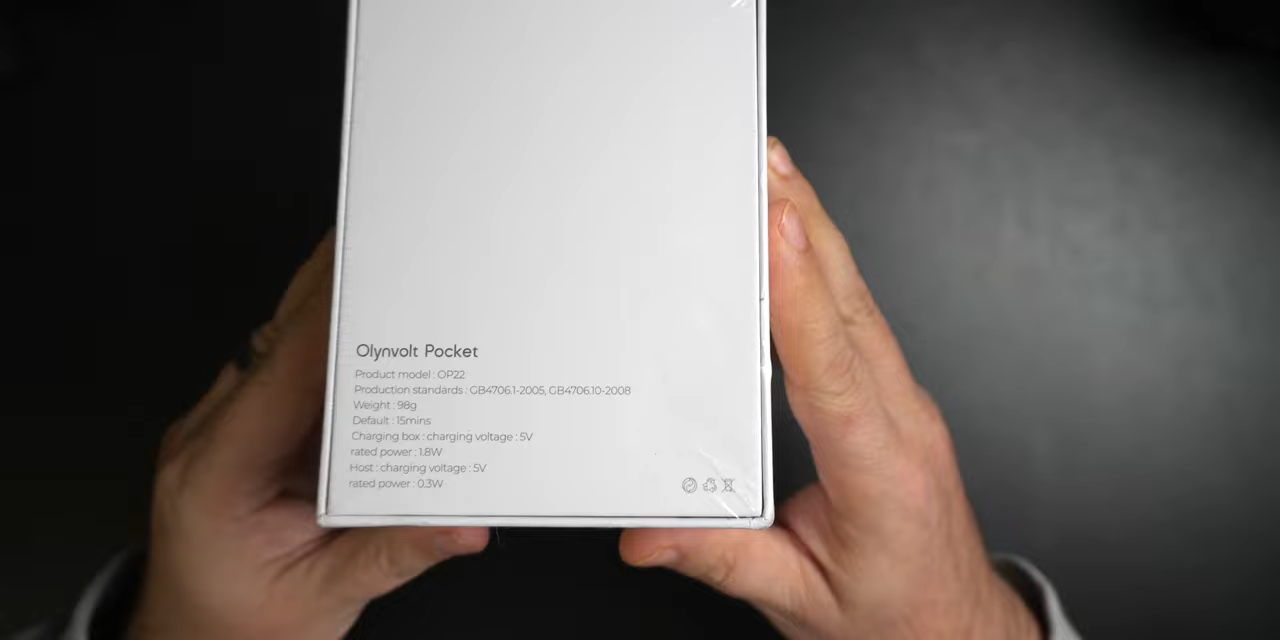 Olynvolt Pocket
Product model : OP22
Production standards : GB4706.1-2005, GB4706.10-2008
Weight : 98g
Default : 15mins
Charging box : charging voltage : 5V
rated power : 1.8W
Host : charging voltage : 5V
rated power : 0.3W